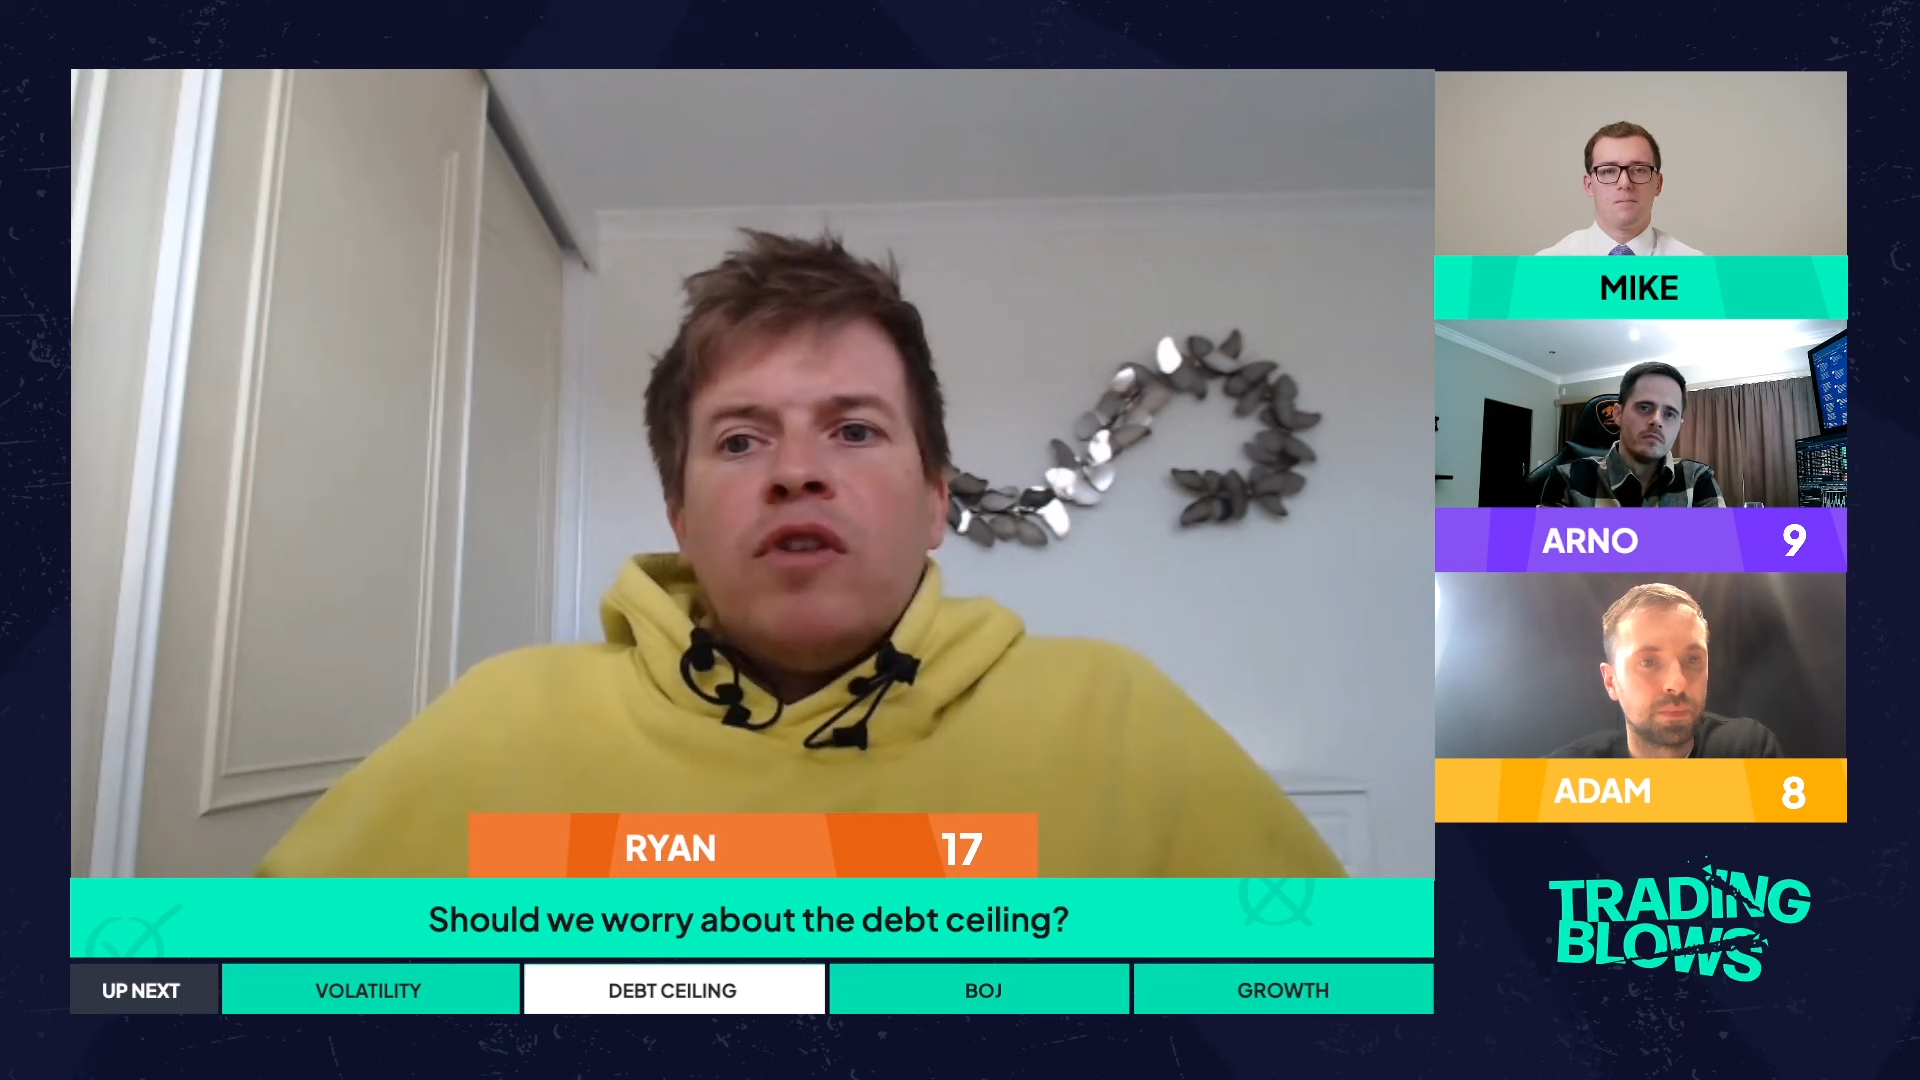 MIKE
ARNO 9
ADAM 8
RYAN 17
Should we worry about the debt ceiling?
UP NEXT VOLATILITY DEBT CEILING BOJ GROWTH
TRADING
BLOWS